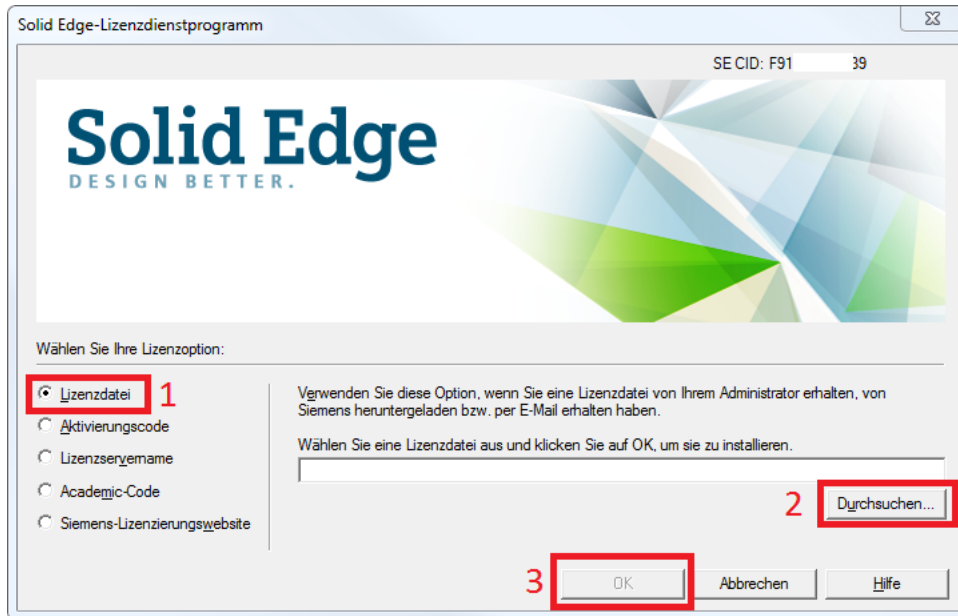 Solid Edge-Lizenzdienstprogramm
SE CID: F91 39
Solid Edge
DESIGN BETTER.
Wählen Sie Ihre Lizenzoption:
Lizenzdatei 1
Aktivierungscode
Lizenzservername
Academic-Code
Siemens-Lizenzierungswebsite
Verwenden Sie diese Option, wenn Sie eine Lizenzdatei von Ihrem Administrator erhalten, von
Siemens heruntergeladen bzw. per E-Mail erhalten haben.
Wählen Sie eine Lizenzdatei aus und klicken Sie auf OK, um sie zu installieren.
2 Durchsuchen...
3 OK Abbrechen Hilfe